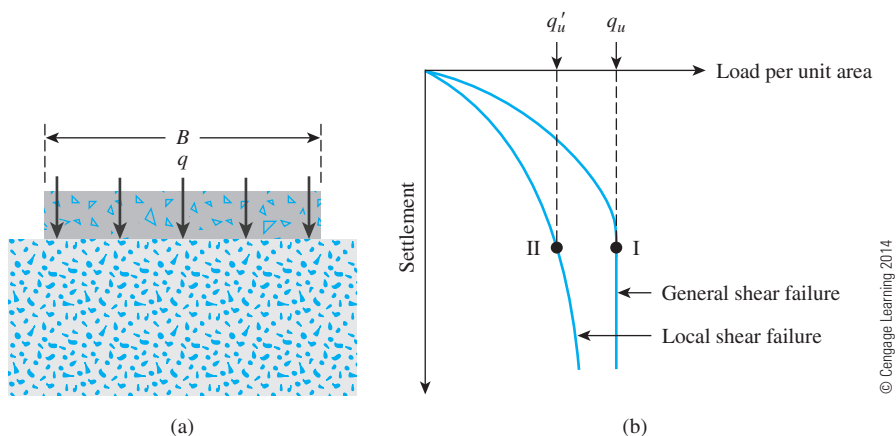 B
q
(a)
q'u qu
Load per unit area
Settlement
II I
General shear failure
Local shear failure
(b)
© Cengage Learning 2014